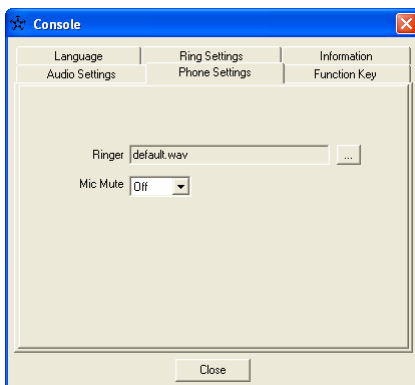 Console
Language Ring Settings Information
Audio Settings Phone Settings Function Key
Ringer default.wav ...
Mic Mute Off
Close